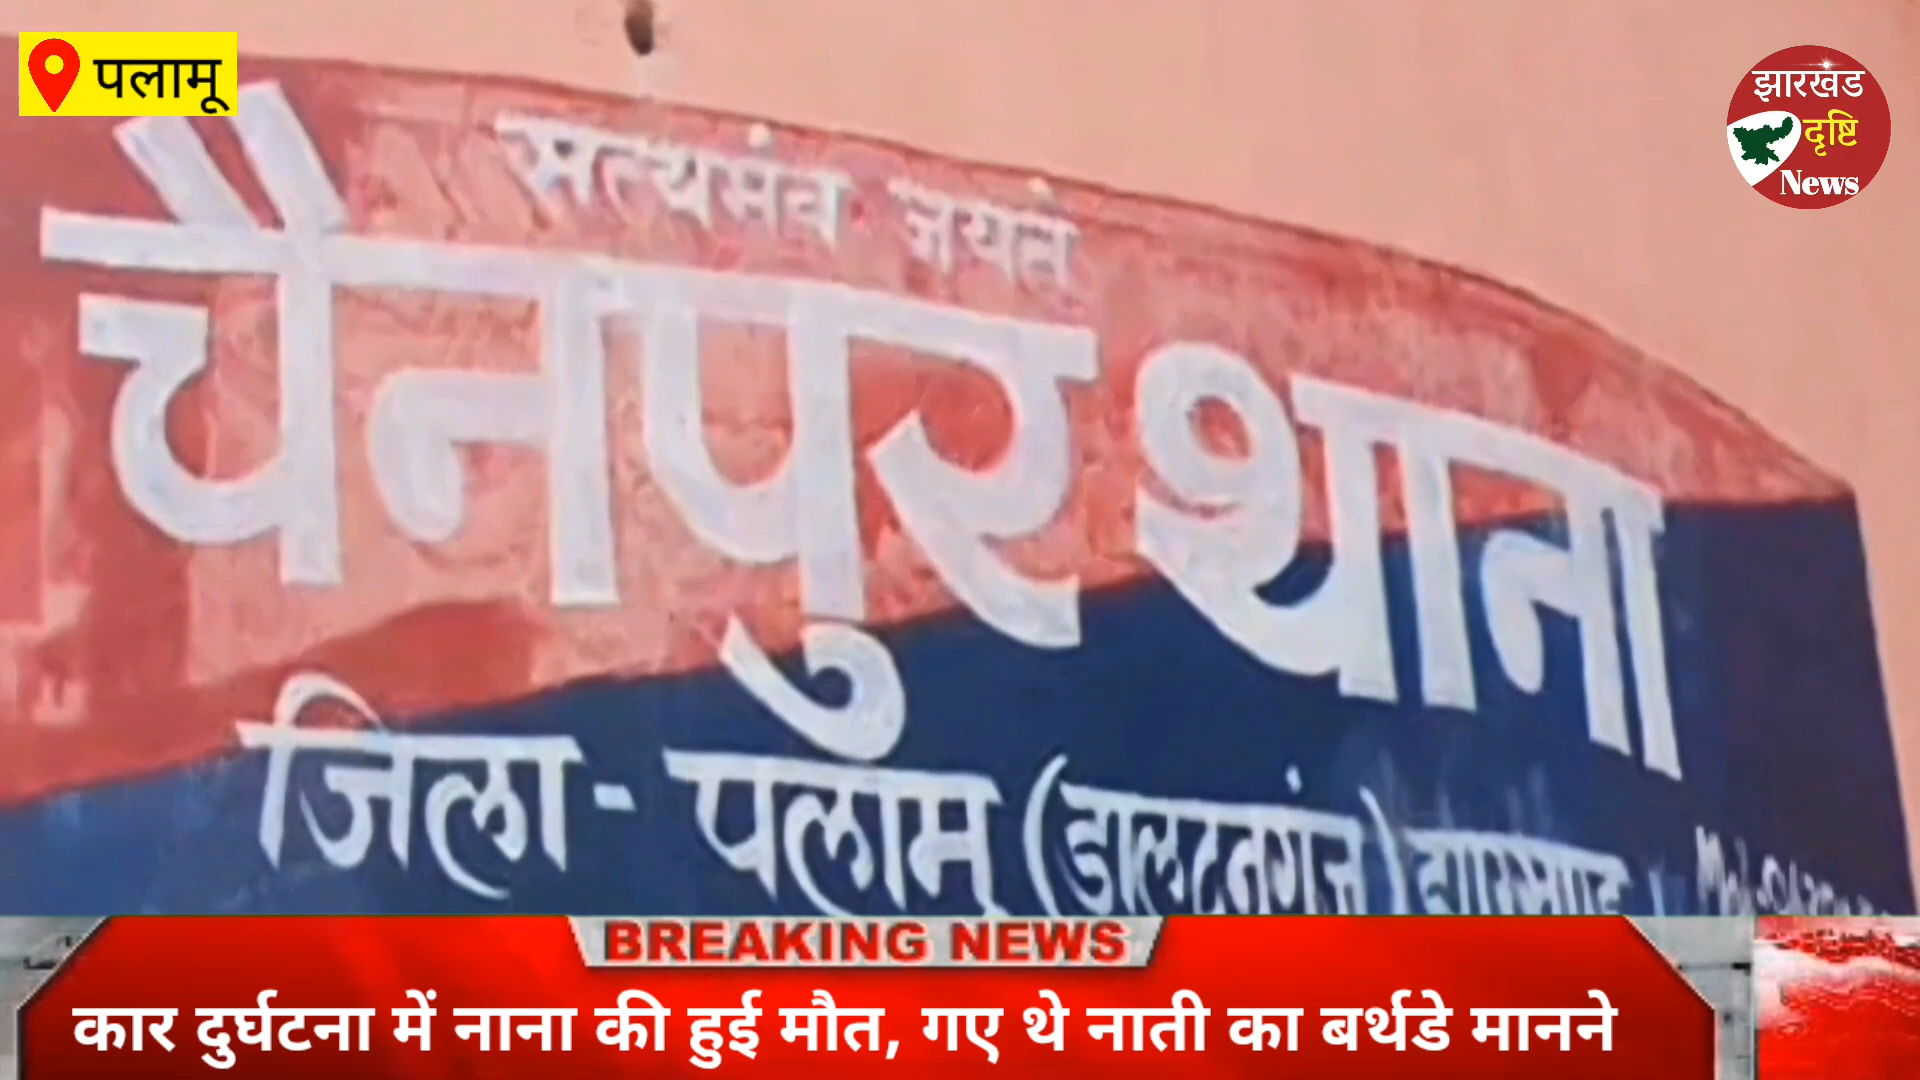 पलामू
झारखंड
दृष्टि
News
सत्यमेव जयते
चैनपुर थाना
जिला - पलामू (डालटनगंज)
BREAKING NEWS
कार दुर्घटना में नाना की हुई मौत, गए थे नाती का बर्थडे मानने